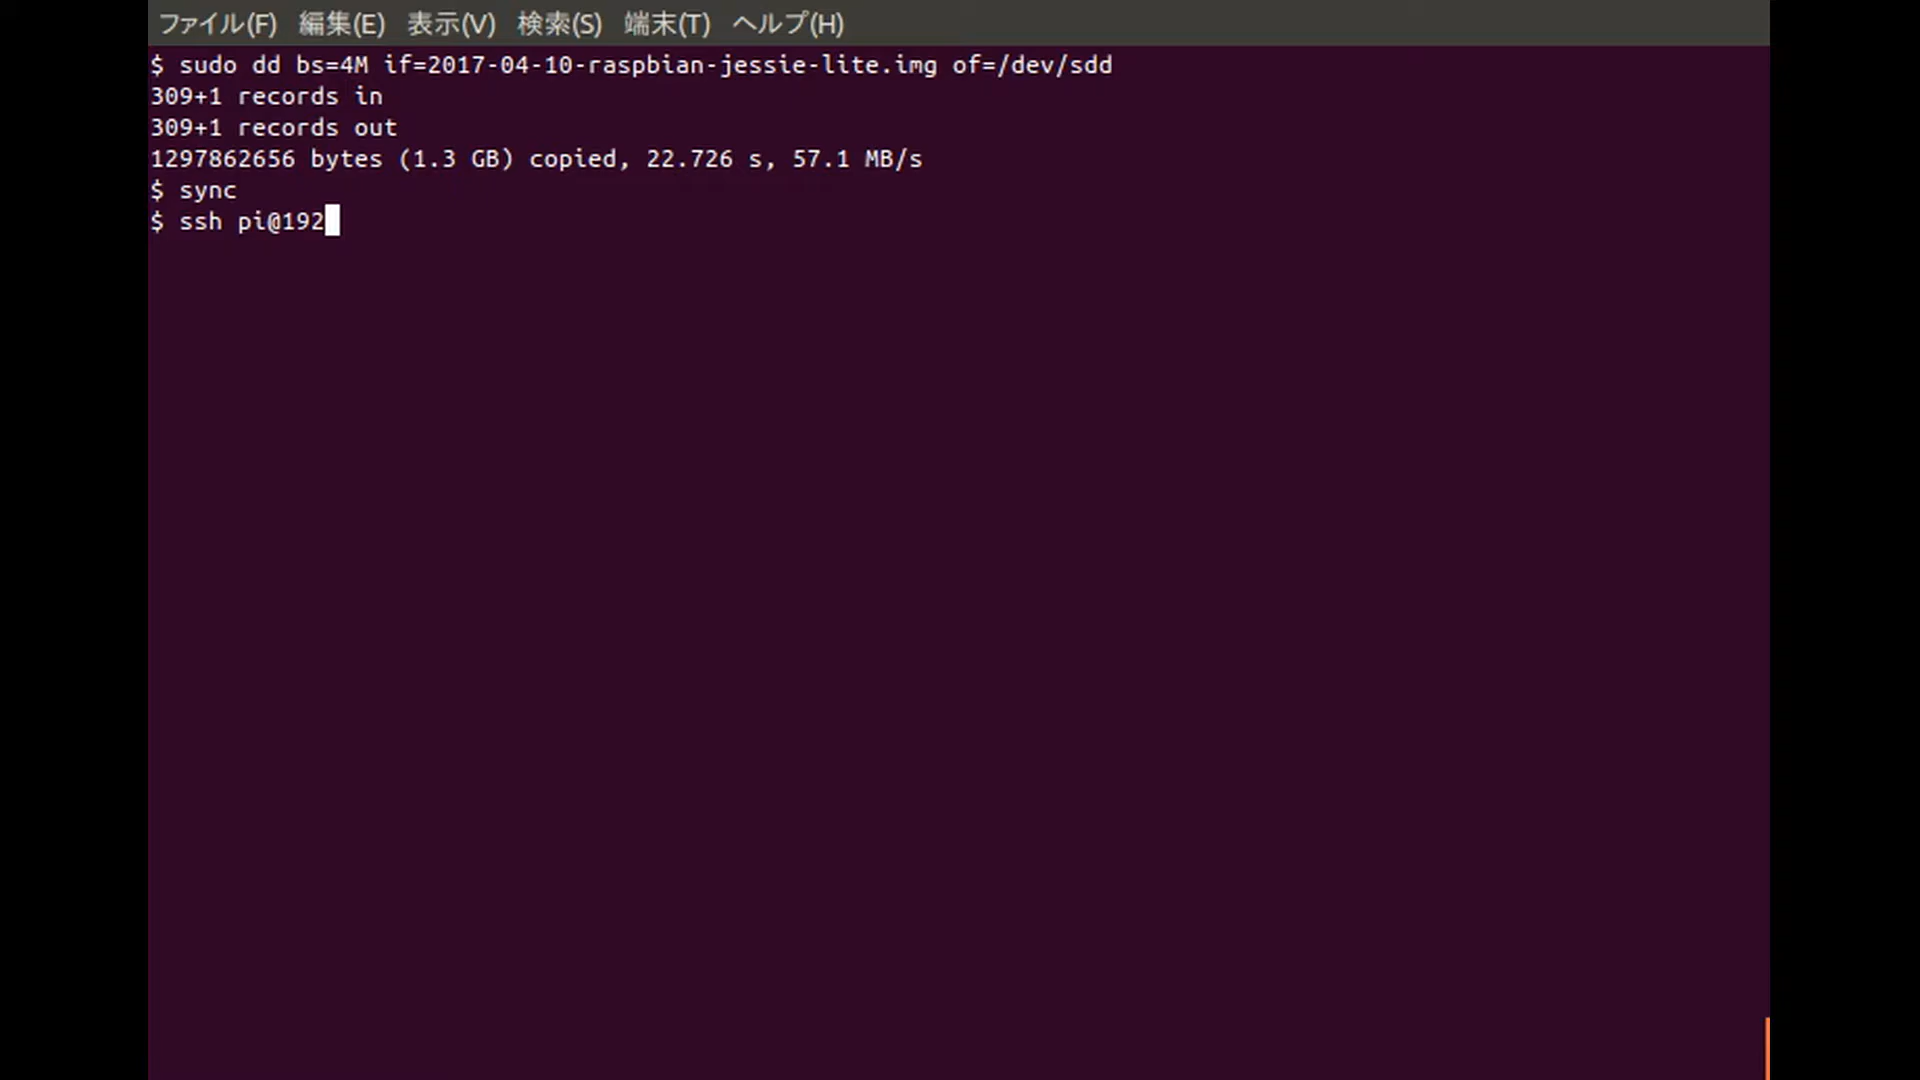 ファイル(F) 編集(E) 表示(V) 検索(S) 端末(T) ヘルプ(H)
$ sudo dd bs=4M if=2017-04-10-raspbian-jessie-lite.img of=/dev/sdd
309+1 records in
309+1 records out
1297862656 bytes (1.3 GB) copied, 22.726 s, 57.1 MB/s
$ sync
$ ssh pi@192